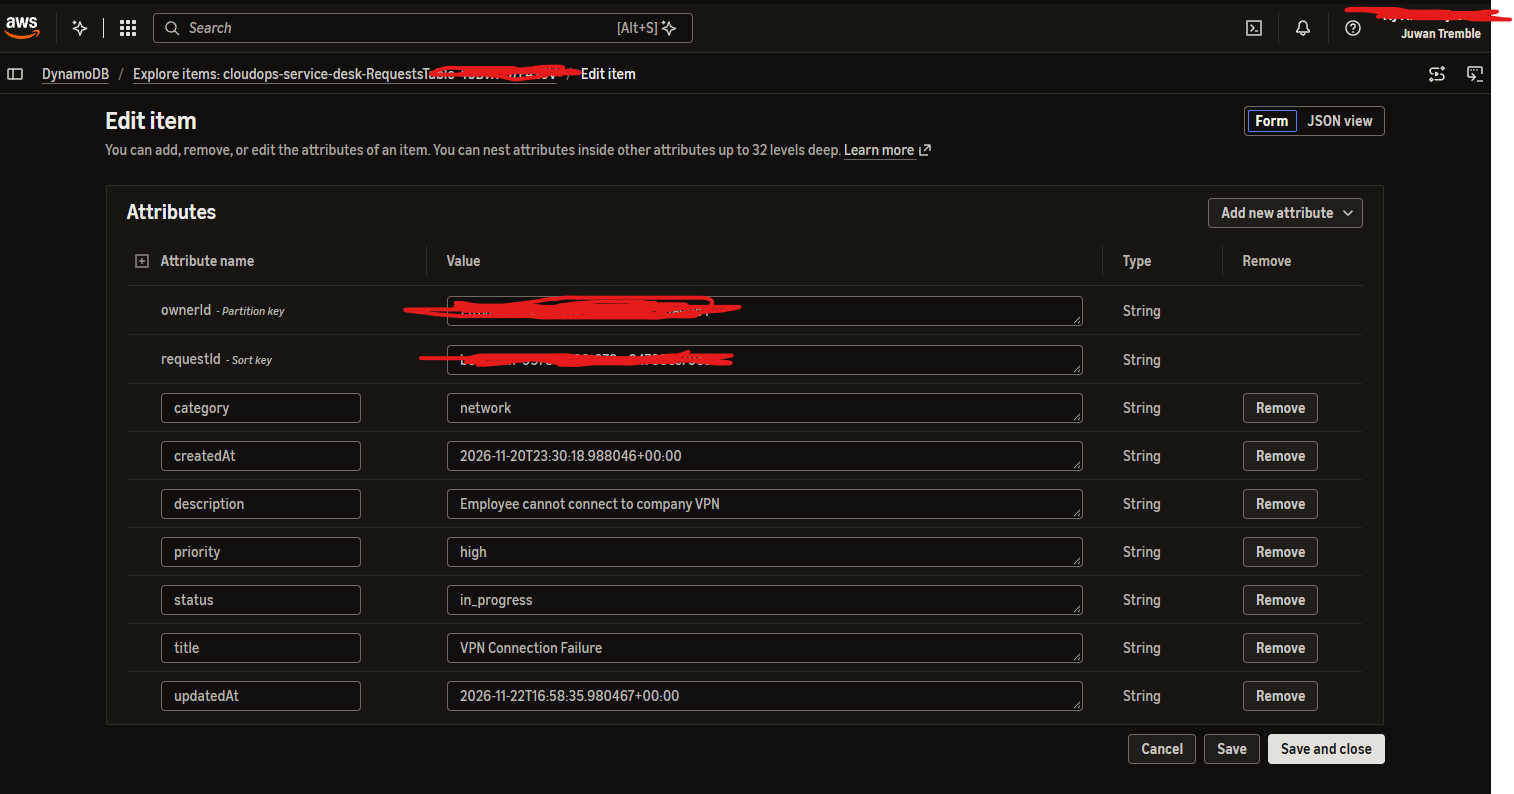 aws
Search [Alt+S]
Juwan Tremble
DynamoDB / Explore items: cloudops-service-desk-RequestsTable / Edit item
Edit item
Form JSON view
You can add, remove, or edit the attributes of an item. You can nest attributes inside other attributes up to 32 levels deep. Learn more
Attributes
Add new attribute
Attribute name Value Type Remove
ownerId - Partition key String
requestId - Sort key String
category network String Remove
createdAt 2026-11-20T23:30:18.988046+00:00 String Remove
description Employee cannot connect to company VPN String Remove
priority high String Remove
status in_progress String Remove
title VPN Connection Failure String Remove
updatedAt 2026-11-22T16:58:35.980467+00:00 String Remove
Cancel Save Save and close